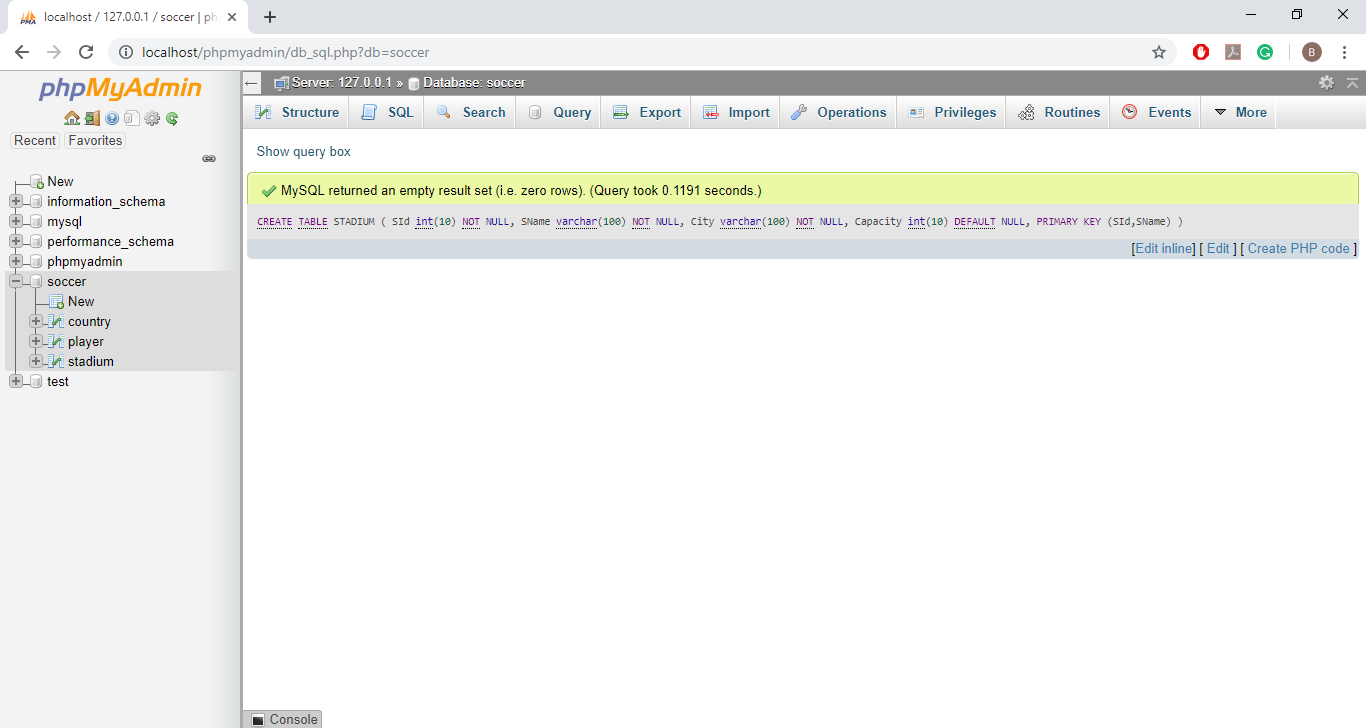 localhost / 127.0.0.1 / soccer | ph
localhost/phpmyadmin/db_sql.php?db=soccer
B
phpMyAdmin
Recent Favorites
New
information_schema
mysql
performance_schema
phpmyadmin
soccer
New
country
player
stadium
test
Server: 127.0.0.1 » Database: soccer
Structure SQL Search Query Export Import Operations Privileges Routines Events More
Show query box
MySQL returned an empty result set (i.e. zero rows). (Query took 0.1191 seconds.)
CREATE TABLE STADIUM ( SId int(10) NOT NULL, SName varchar(100) NOT NULL, City varchar(100) NOT NULL, Capacity int(10) DEFAULT NULL, PRIMARY KEY (SId,SName) )
[Edit inline] [ Edit ] [ Create PHP code ]
Console